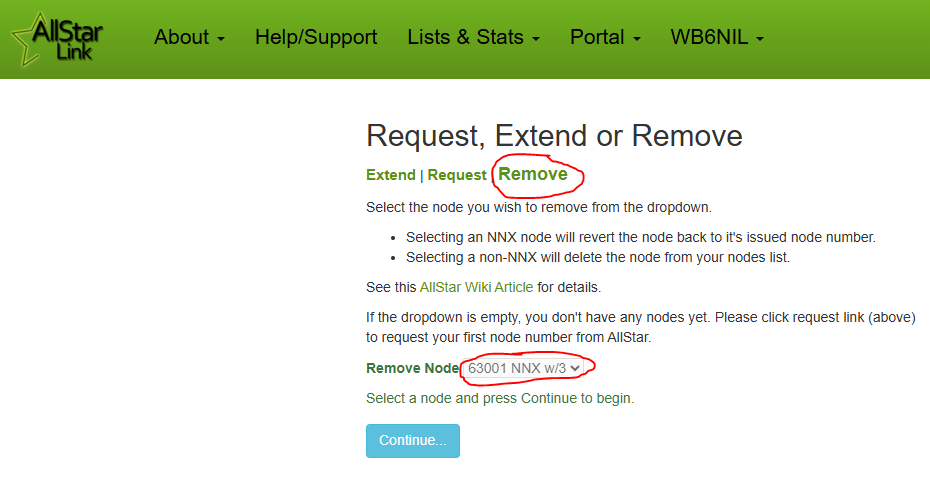 AllStar
Link
About
Help/Support
Lists & Stats
Portal
WB6NIL
Request, Extend or Remove
Extend | Request Remove
Select the node you wish to remove from the dropdown.
• Selecting an NNX node will revert the node back to it's issued node number.
• Selecting a non-NNX will delete the node from your nodes list.
See this AllStar Wiki Article for details.
If the dropdown is empty, you don't have any nodes yet. Please click request link (above)
to request your first node number from AllStar.
Remove Node 63001 NNX w/3
Select a node and press Continue to begin.
Continue...